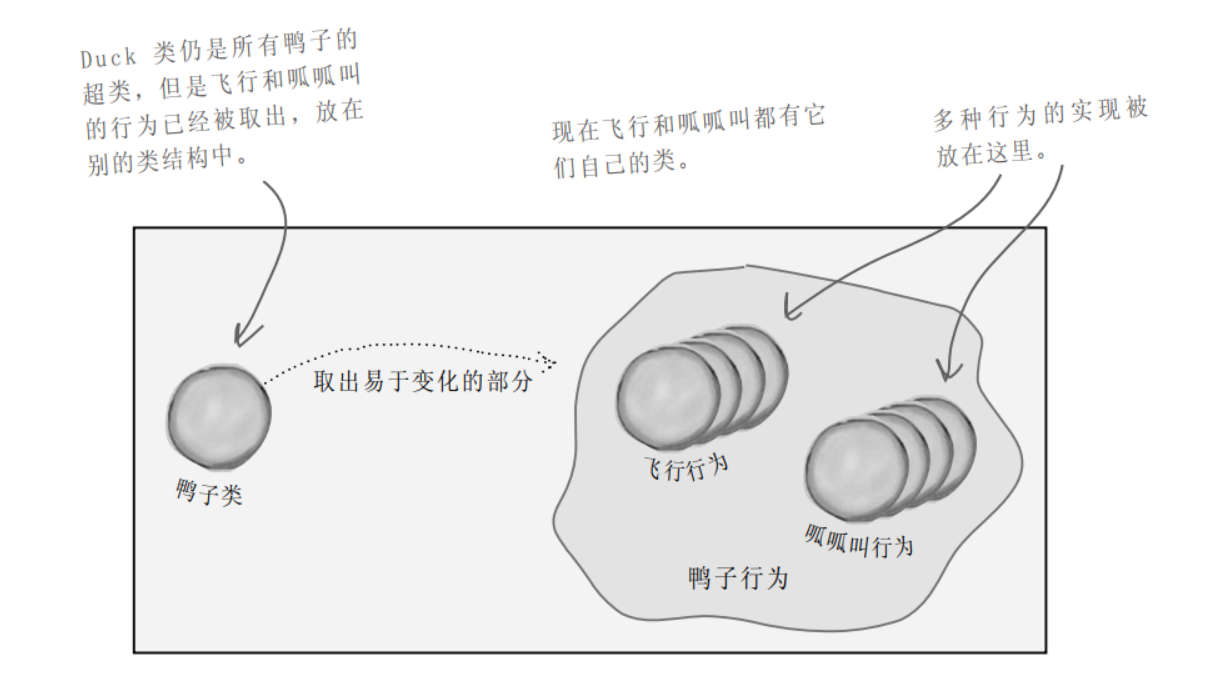 Duck 类仍是所有鸭子的
超类，但是飞行和呱呱叫
的行为已经被取出，放在
别的类结构中。
现在飞行和呱呱叫都有它
们自己的类。
多种行为的实现被
放在这里。
取出易于变化的部分
鸭子类
飞行行为
呱呱叫行为
鸭子行为